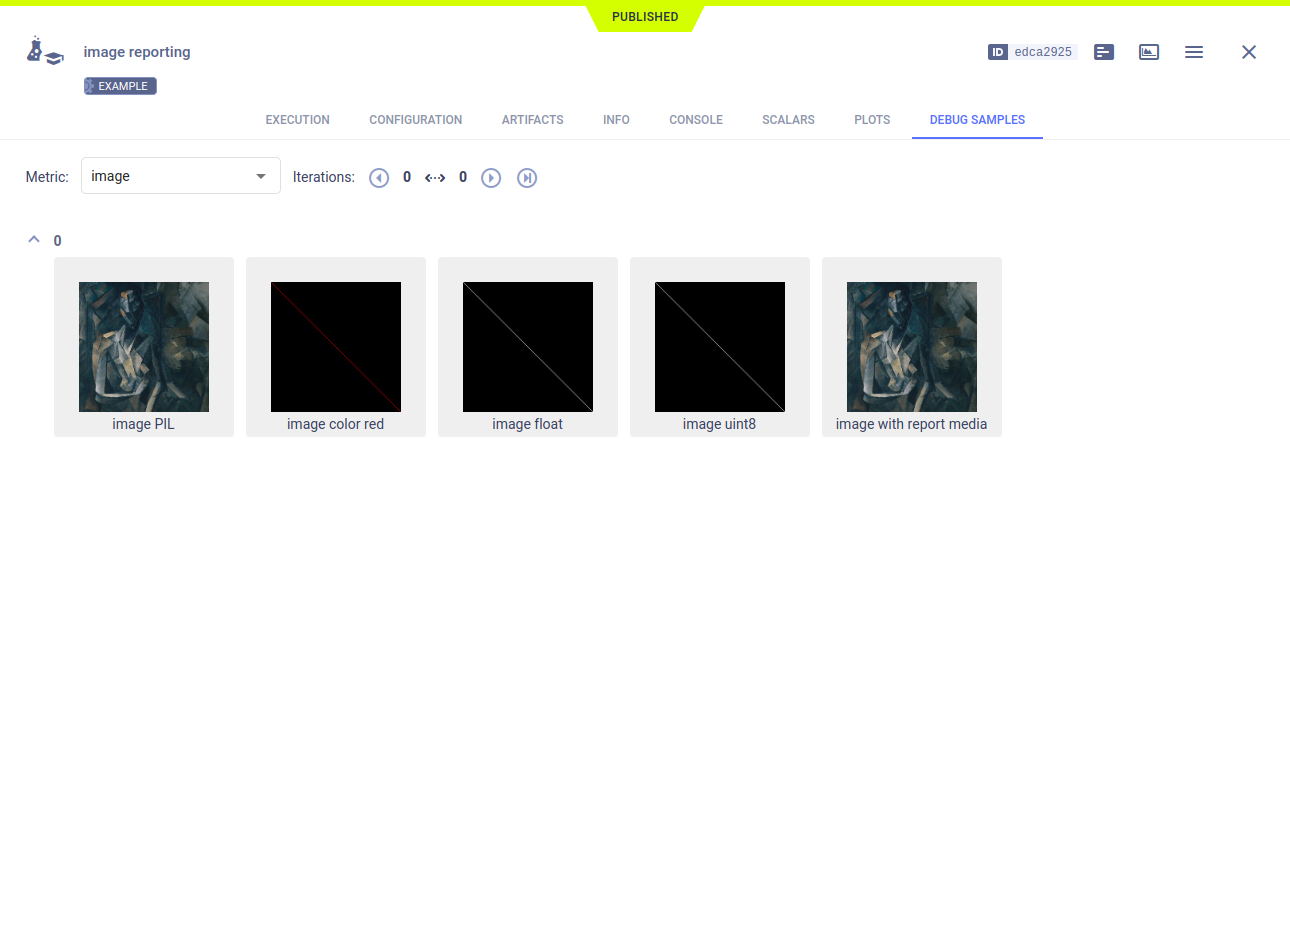 PUBLISHED
image reporting
ID edca2925
EXAMPLE
EXECUTION CONFIGURATION ARTIFACTS INFO CONSOLE SCALARS PLOTS DEBUG SAMPLES
Metric: image Iterations: 0 0
0
image PIL image color red image float image uint8 image with report media